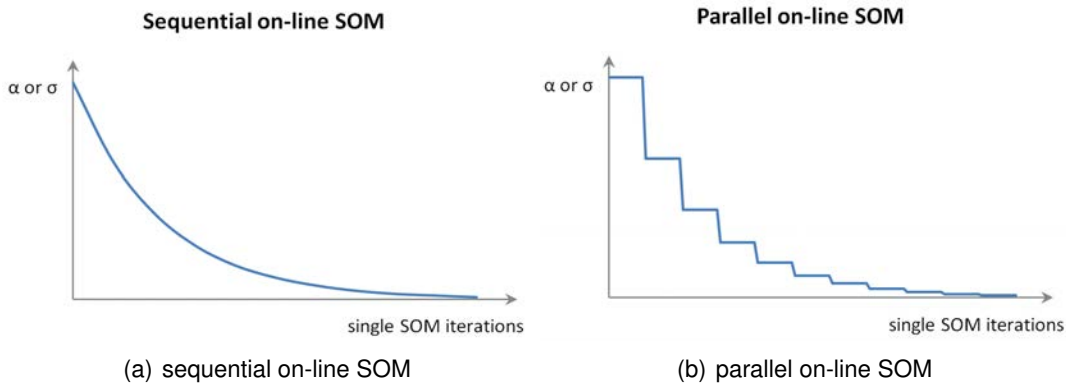 Sequential on-line SOM
α or σ
single SOM iterations
(a) sequential on-line SOM
Parallel on-line SOM
α or σ
single SOM iterations
(b) parallel on-line SOM